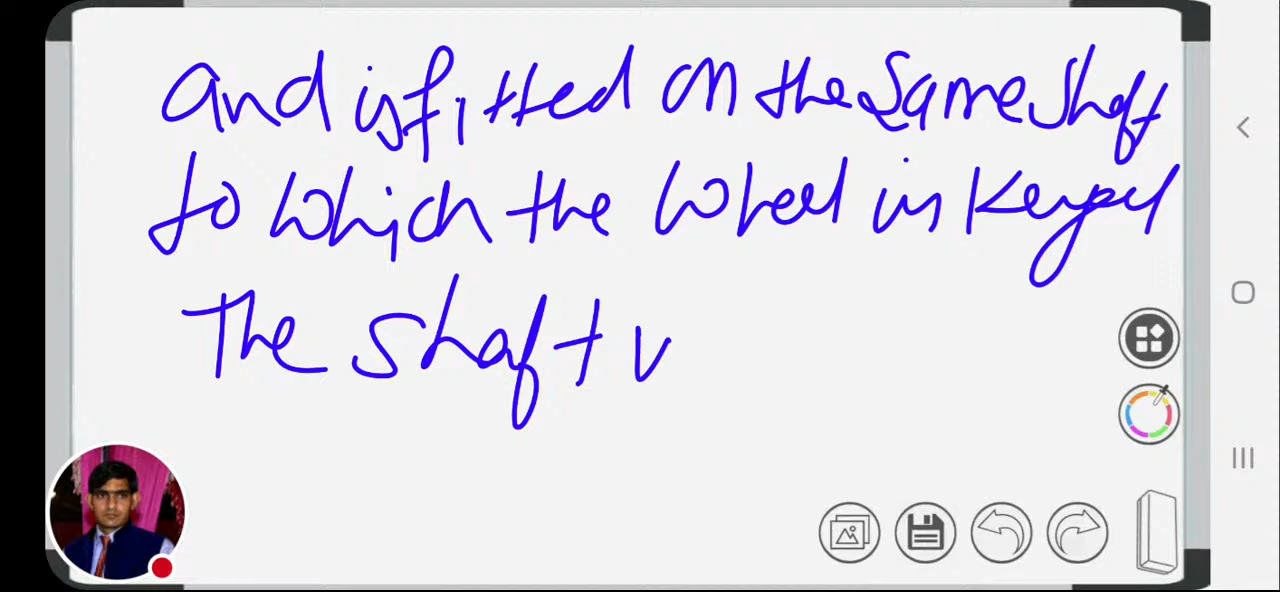 And is fitted on the same shaft
to which the wheel is keyed
The shaft